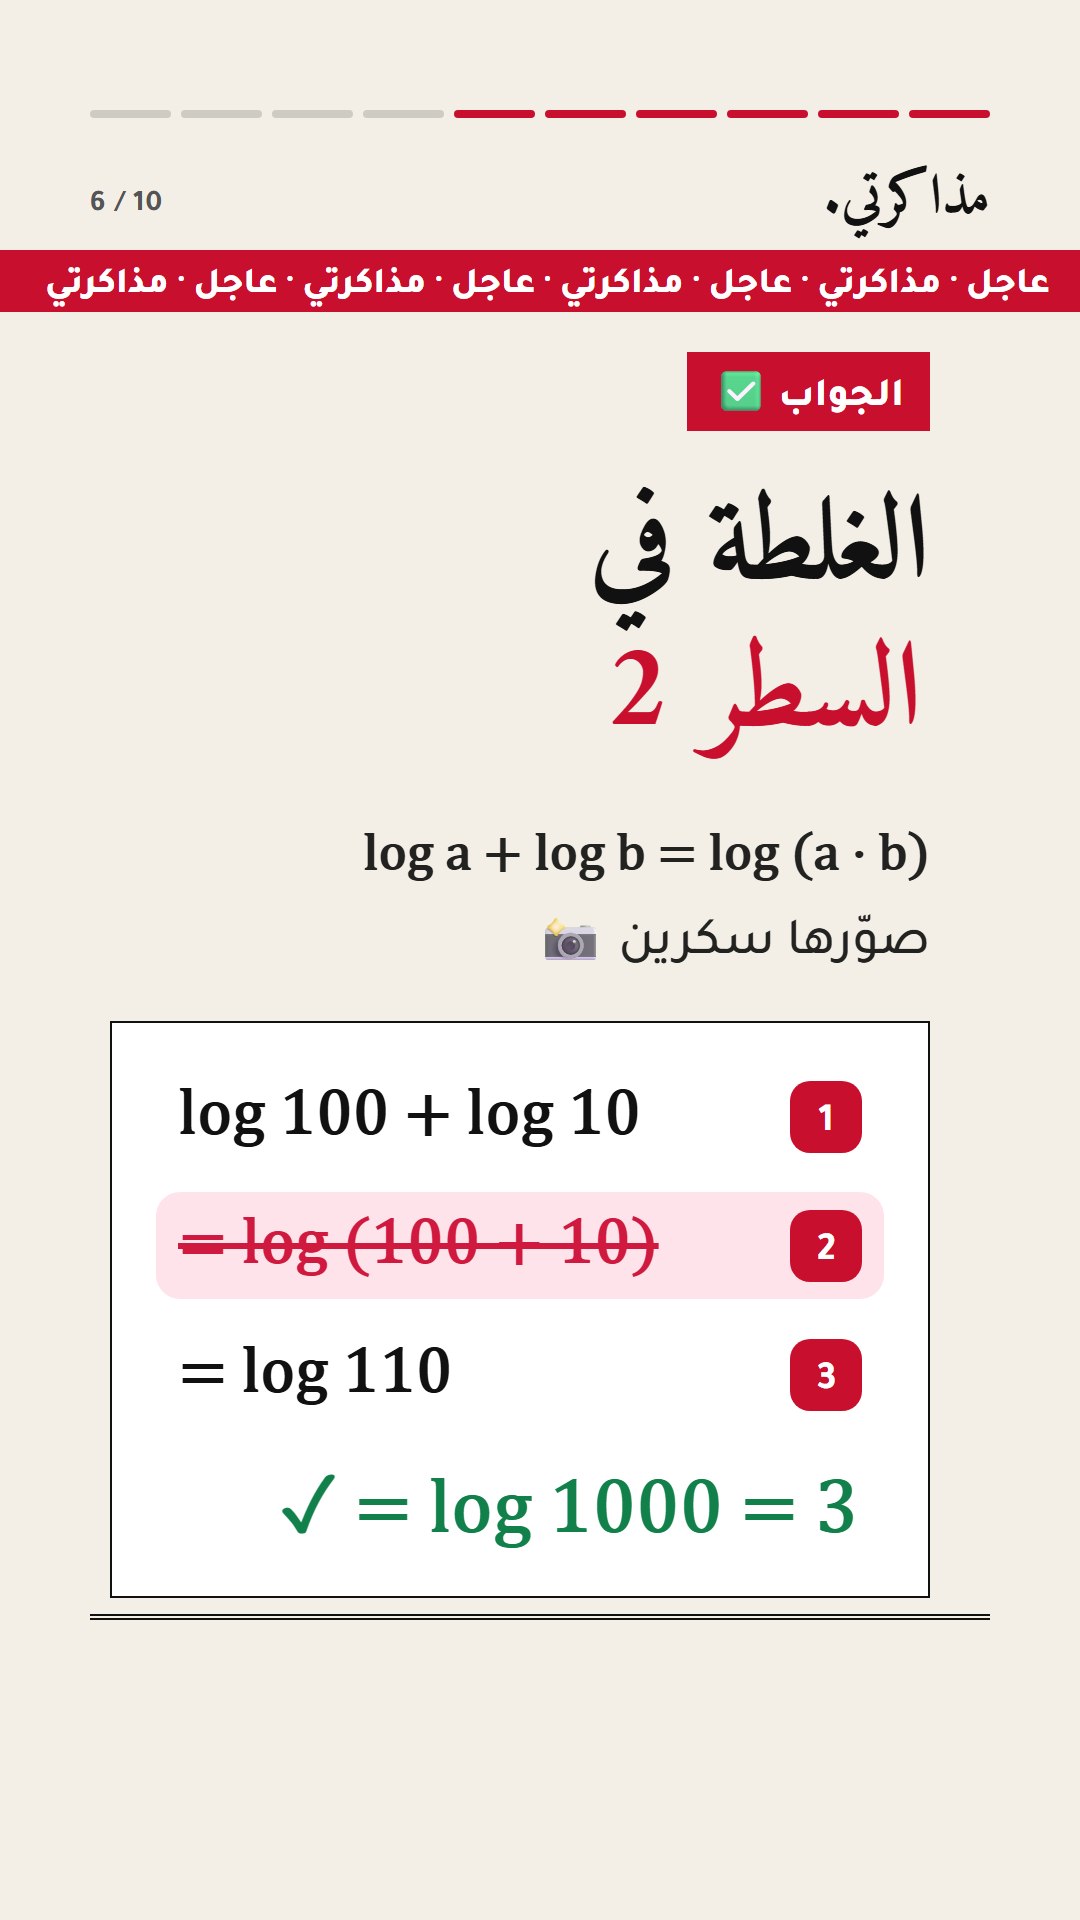 مذاكرتي.
6 / 10
عاجل · مذاكرتي · عاجل · مذاكرتي · عاجل · مذاكرتي · عاجل · مذاكرتي
الجواب ✅
الغلطة في
السطر 2
log a + log b = log (a · b)
صوّرها سكرين 📸
1 log 100 + log 10
2 = log (100 + 10)
3 = log 110
✓ = log 1000 = 3